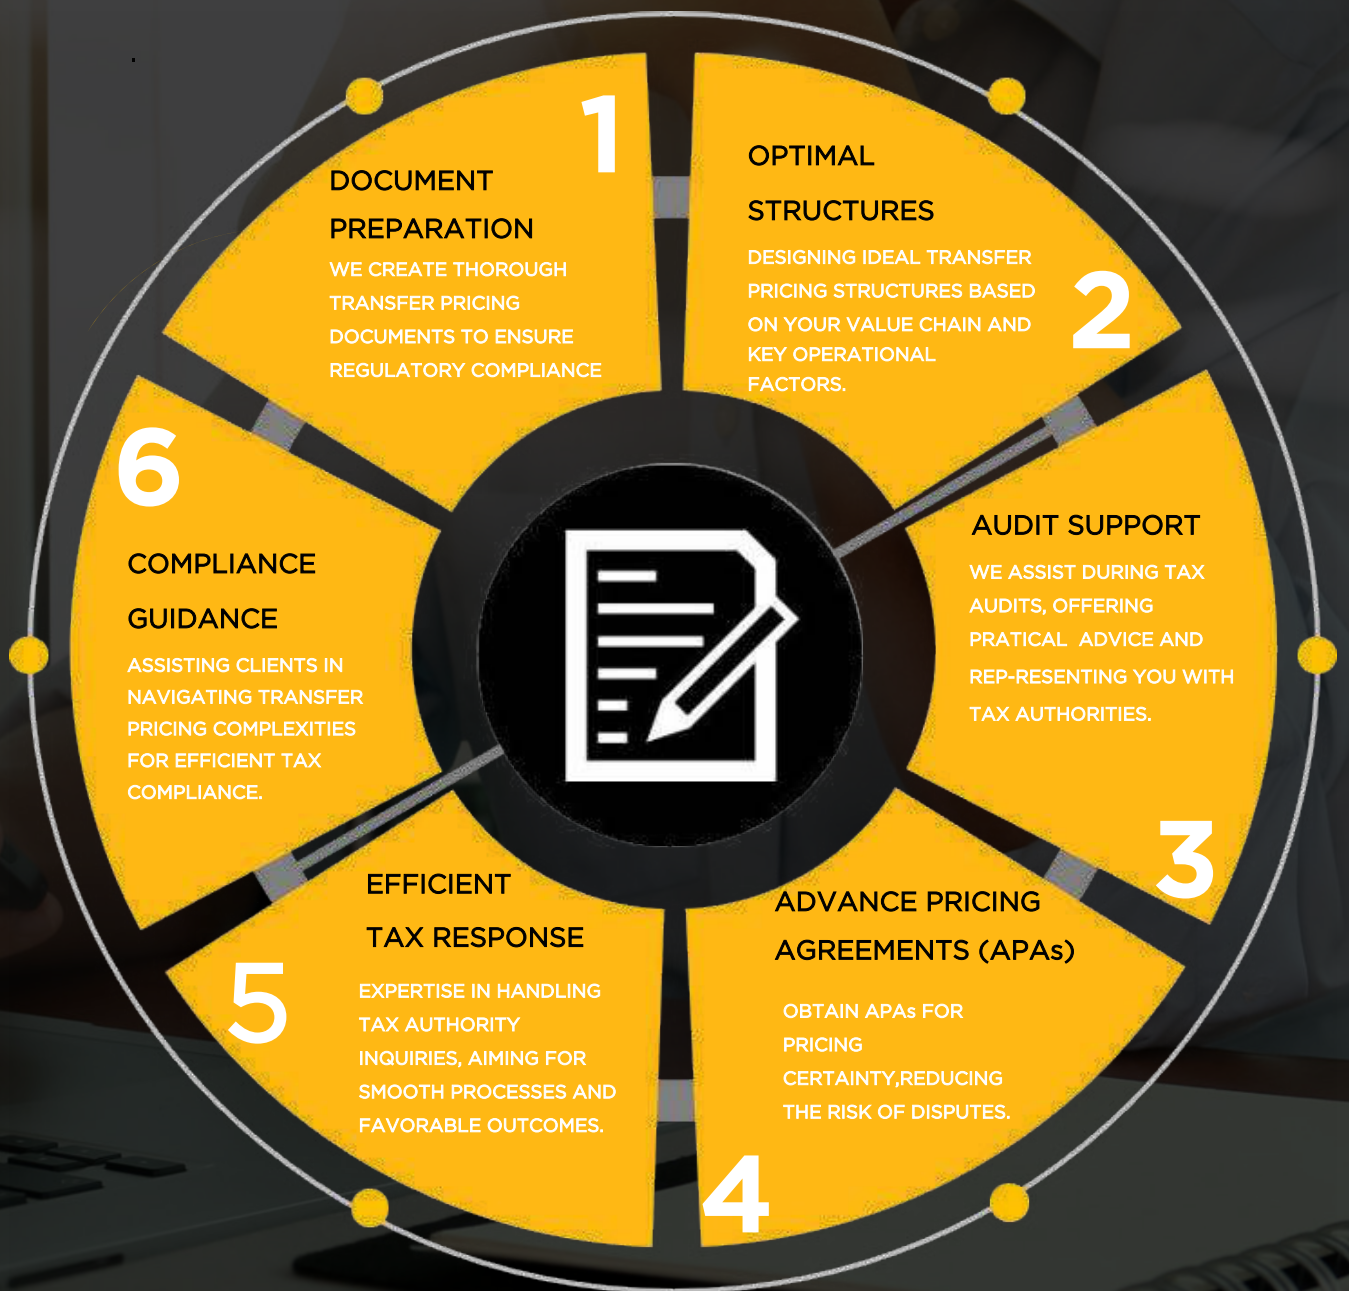 1
DOCUMENT
PREPARATION
WE CREATE THOROUGH
TRANSFER PRICING
DOCUMENTS TO ENSURE
REGULATORY COMPLIANCE
OPTIMAL
STRUCTURES
DESIGNING IDEAL TRANSFER
PRICING STRUCTURES BASED
ON YOUR VALUE CHAIN AND
KEY OPERATIONAL
FACTORS.
2
AUDIT SUPPORT
WE ASSIST DURING TAX
AUDITS, OFFERING
PRATICAL ADVICE AND
REP-RESENTING YOU WITH
TAX AUTHORITIES.
3
ADVANCE PRICING
AGREEMENTS (APAs)
OBTAIN APAs FOR
PRICING
CERTAINTY,REDUCING
THE RISK OF DISPUTES.
4
EFFICIENT
TAX RESPONSE
5
EXPERTISE IN HANDLING
TAX AUTHORITY
INQUIRIES, AIMING FOR
SMOOTH PROCESSES AND
FAVORABLE OUTCOMES.
6
COMPLIANCE
GUIDANCE
ASSISTING CLIENTS IN
NAVIGATING TRANSFER
PRICING COMPLEXITIES
FOR EFFICIENT TAX
COMPLIANCE.